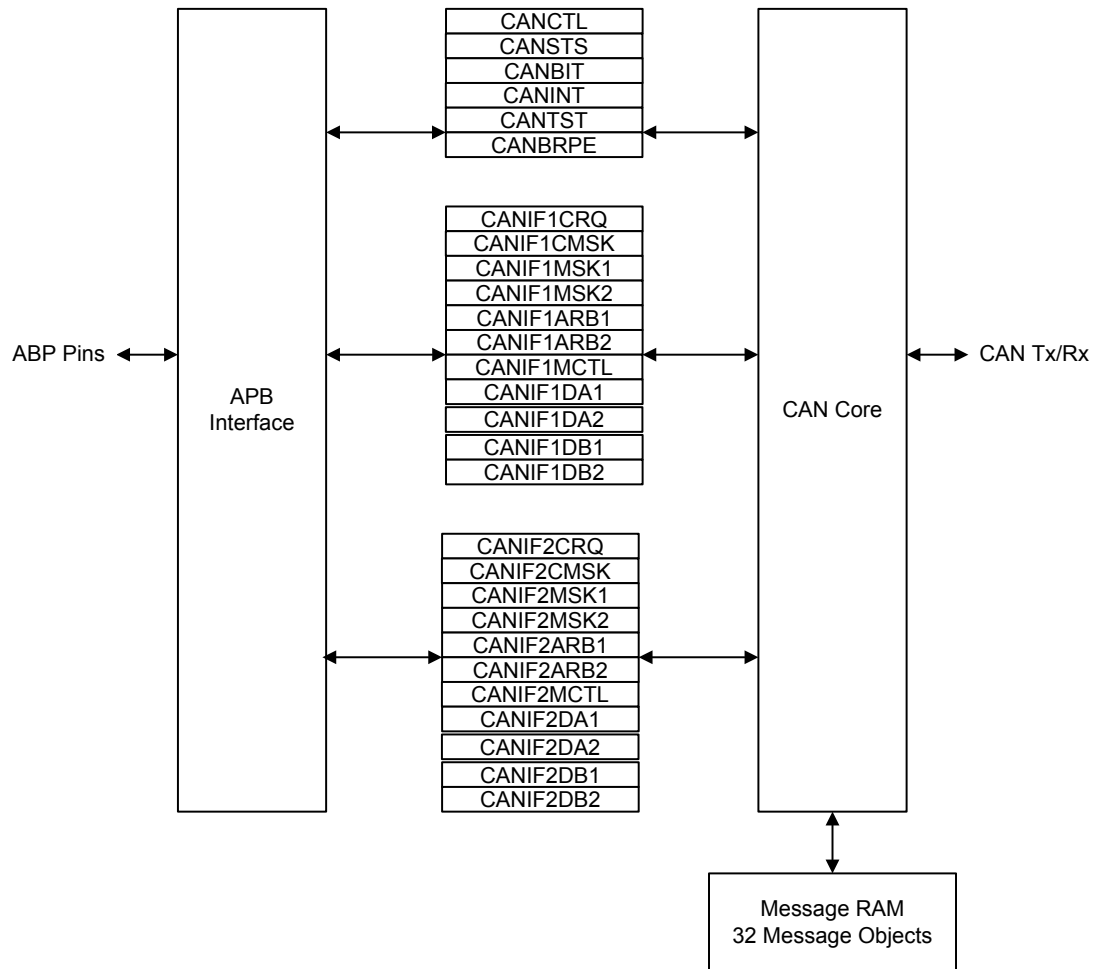 CANCTL
CANSTS
CANBIT
CANINT
CANTST
CANBRPE
CANIF1CRQ
CANIF1CMSK
CANIF1MSK1
CANIF1MSK2
CANIF1ARB1
CANIF1ARB2
CANIF1MCTL
CANIF1DA1
CANIF1DA2
CANIF1DB1
CANIF1DB2
ABP Pins
APB
Interface
CAN Core
CAN Tx/Rx
CANIF2CRQ
CANIF2CMSK
CANIF2MSK1
CANIF2MSK2
CANIF2ARB1
CANIF2ARB2
CANIF2MCTL
CANIF2DA1
CANIF2DA2
CANIF2DB1
CANIF2DB2
Message RAM
32 Message Objects